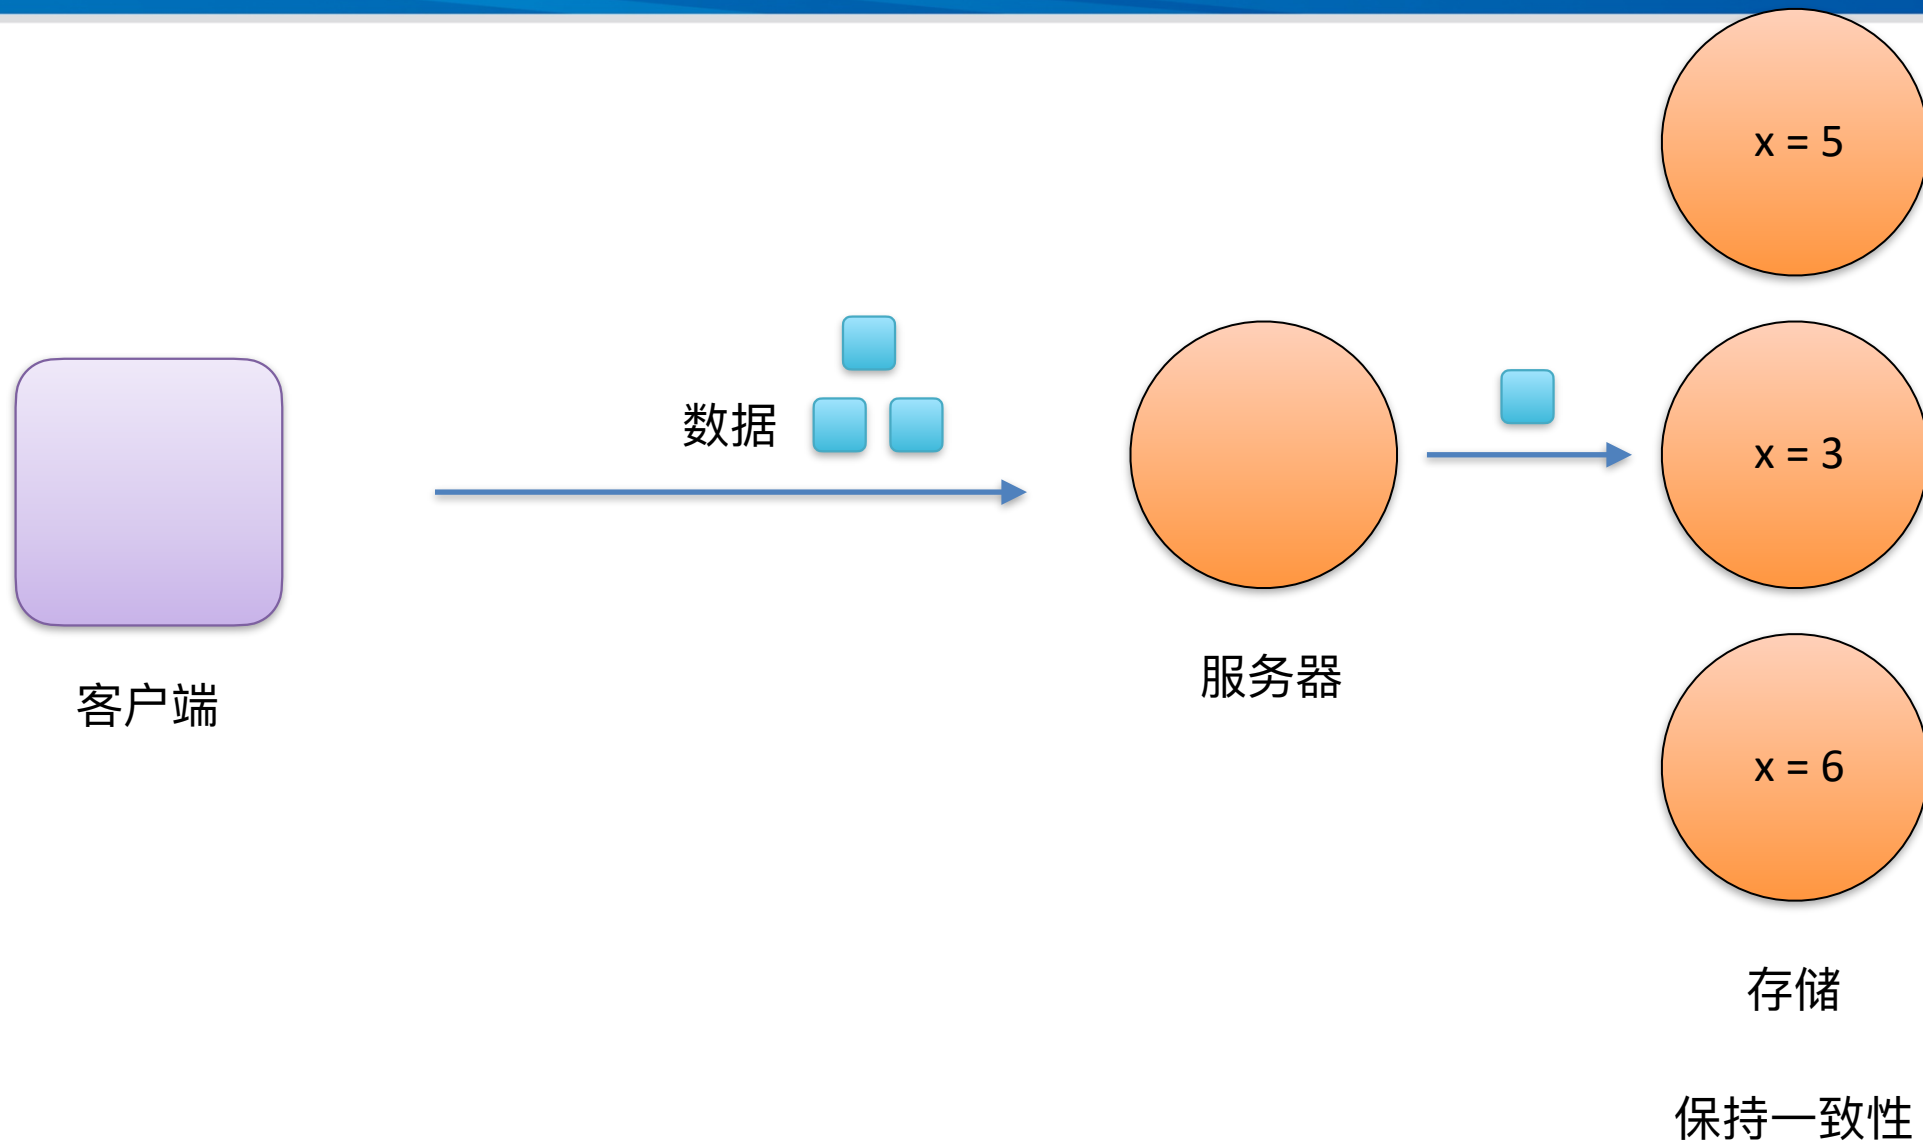 x = 5
数据
x = 3
服务器
客户端
x = 6
存储
保持一致性